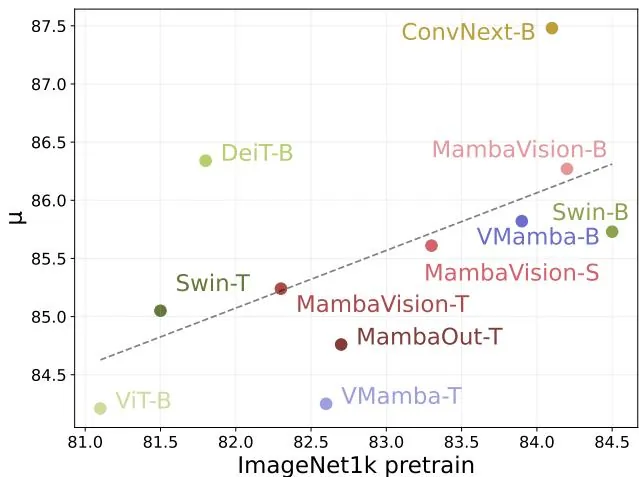 87.5
87.0
86.5
86.0
85.5
85.0
84.5
μ
ConvNext-B
DeiT-B
MambaVision-B
Swin-B
VMamba-B
MambaVision-S
Swin-T
MambaVision-T
MambaOut-T
ViT-B
VMamba-T
81.0 81.5 82.0 82.5 83.0 83.5 84.0 84.5
ImageNet1k pretrain